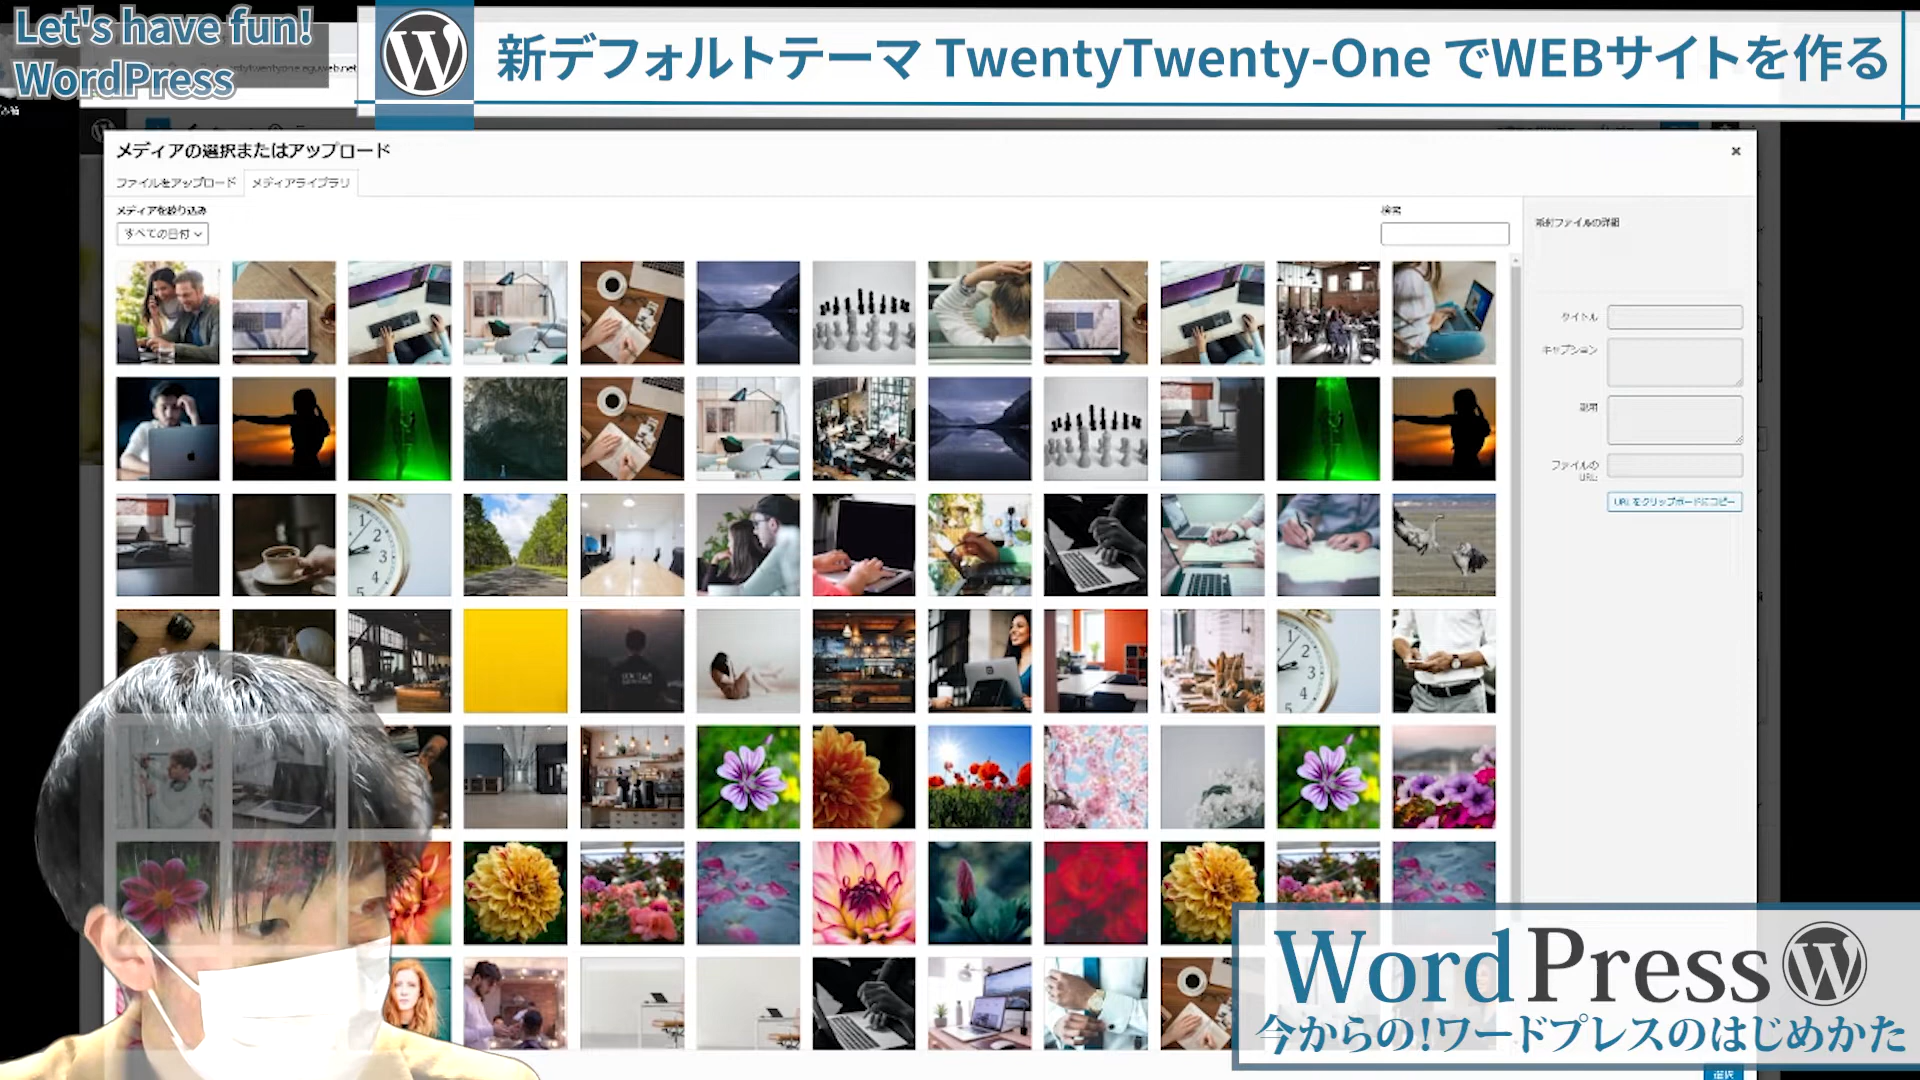 Let's have fun!
WordPress
新デフォルトテーマ TwentyTwenty-One でWEBサイトを作る
メディアの選択またはアップロード
ファイルをアップロード
メディアライブラリ
メディアを絞り込み
すべての日付
検索
添付ファイルの詳細
タイトル
キャプション
説明
ファイルの
URL:
URL をクリップボードにコピー
WordPress
今からの!ワードプレスのはじめかた
選択